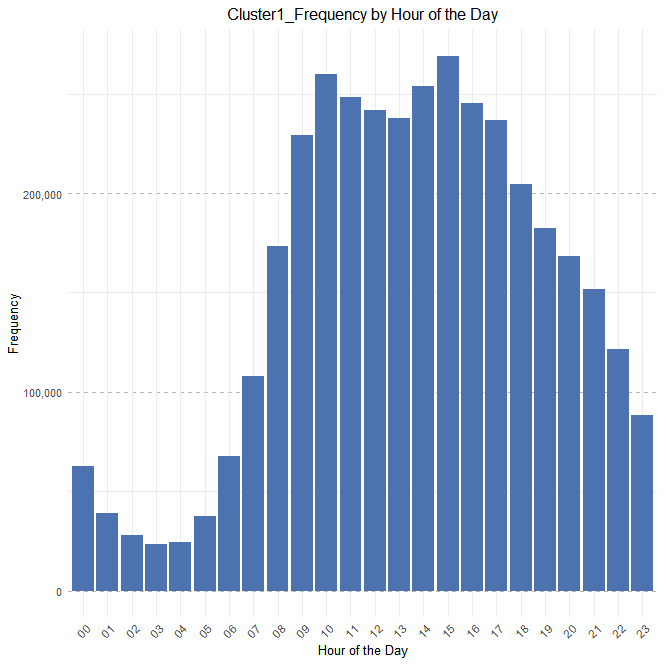 Cluster1_Frequency by Hour of the Day
200,000
100,000
0
Frequency
00 01 02 03 04 05 06 07 08 09 10 11 12 13 14 15 16 17 18 19 20 21 22 23
Hour of the Day